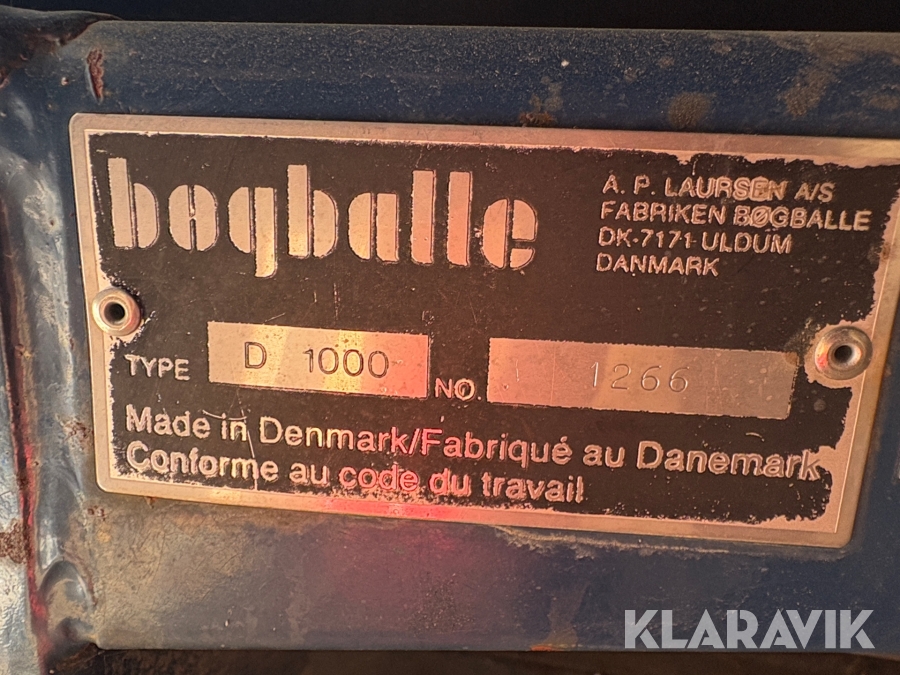 bogballe
A. P. LAURSEN A/S
FABRIKEN BØGBALLE
DK-7171 ULDUM
DANMARK
TYPE D 1000 NO. 1266
Made in Denmark/Fabriqué au Danemark
Conforme au code du travail
KLARAVIK